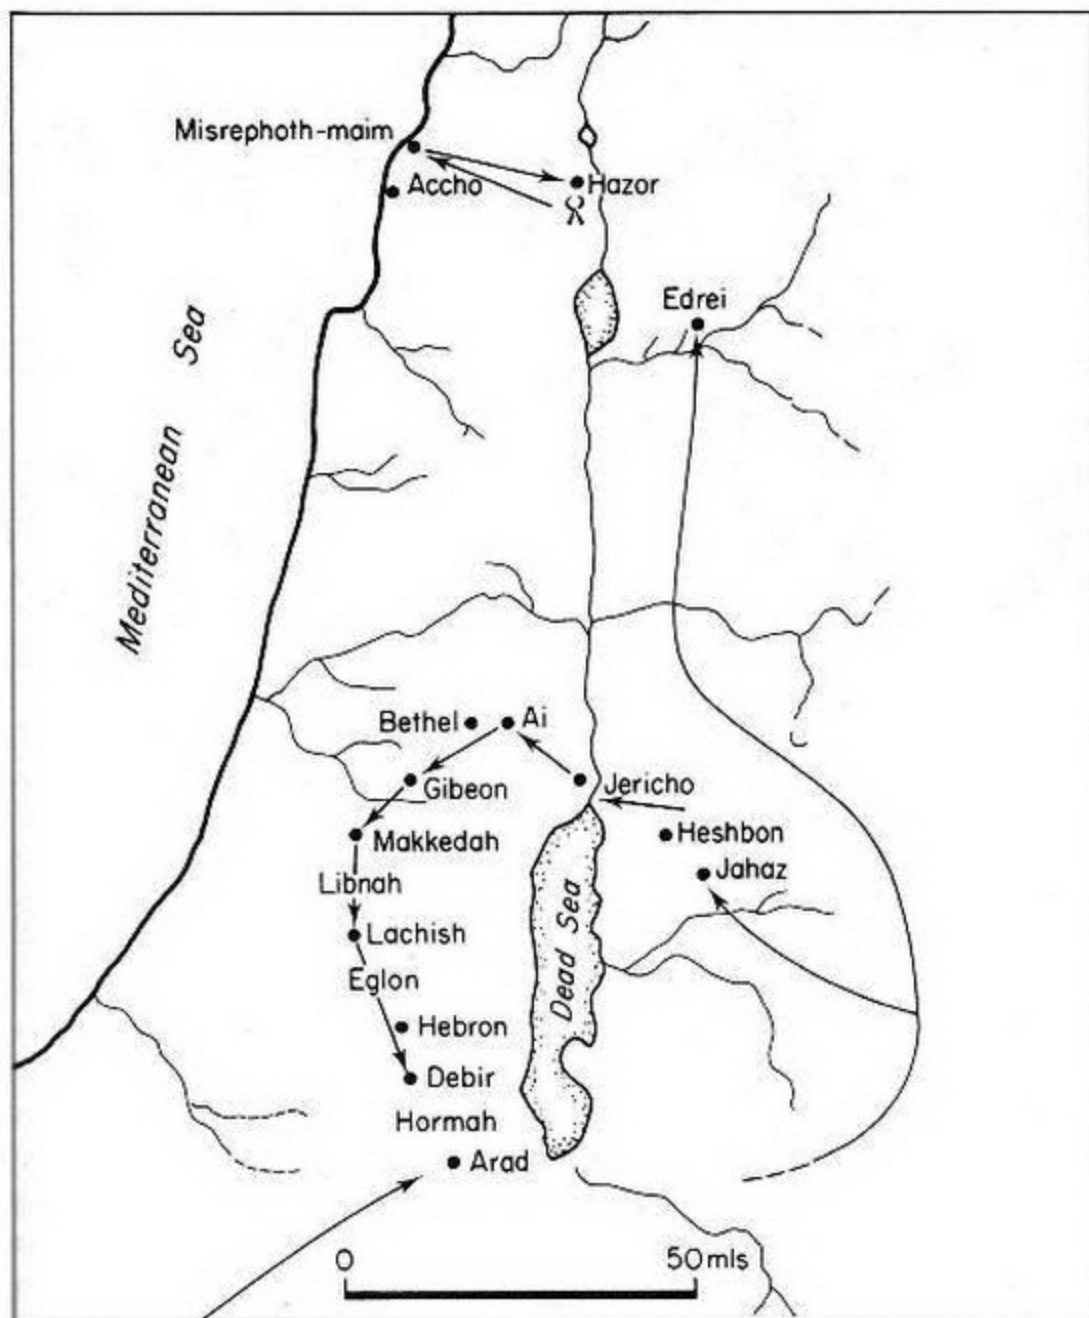 Misrephoth-maim
Accho
Hazor
Edrei
Mediterranean Sea
Bethel
Ai
Gibeon
Jericho
Makkedah
Heshbon
Jahaz
Libnah
Lachish
Eglon
Dead Sea
Hebron
Debir
Hormah
Arad
0
50 mls